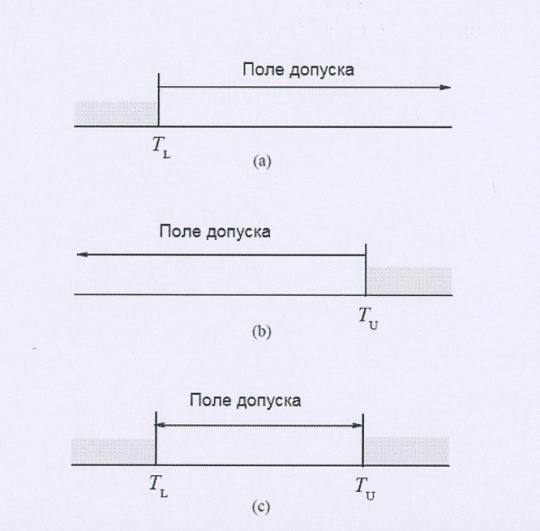 Поле допуска
T_L
(a)
Поле допуска
T_U
(b)
Поле допуска
T_L T_U
(c)